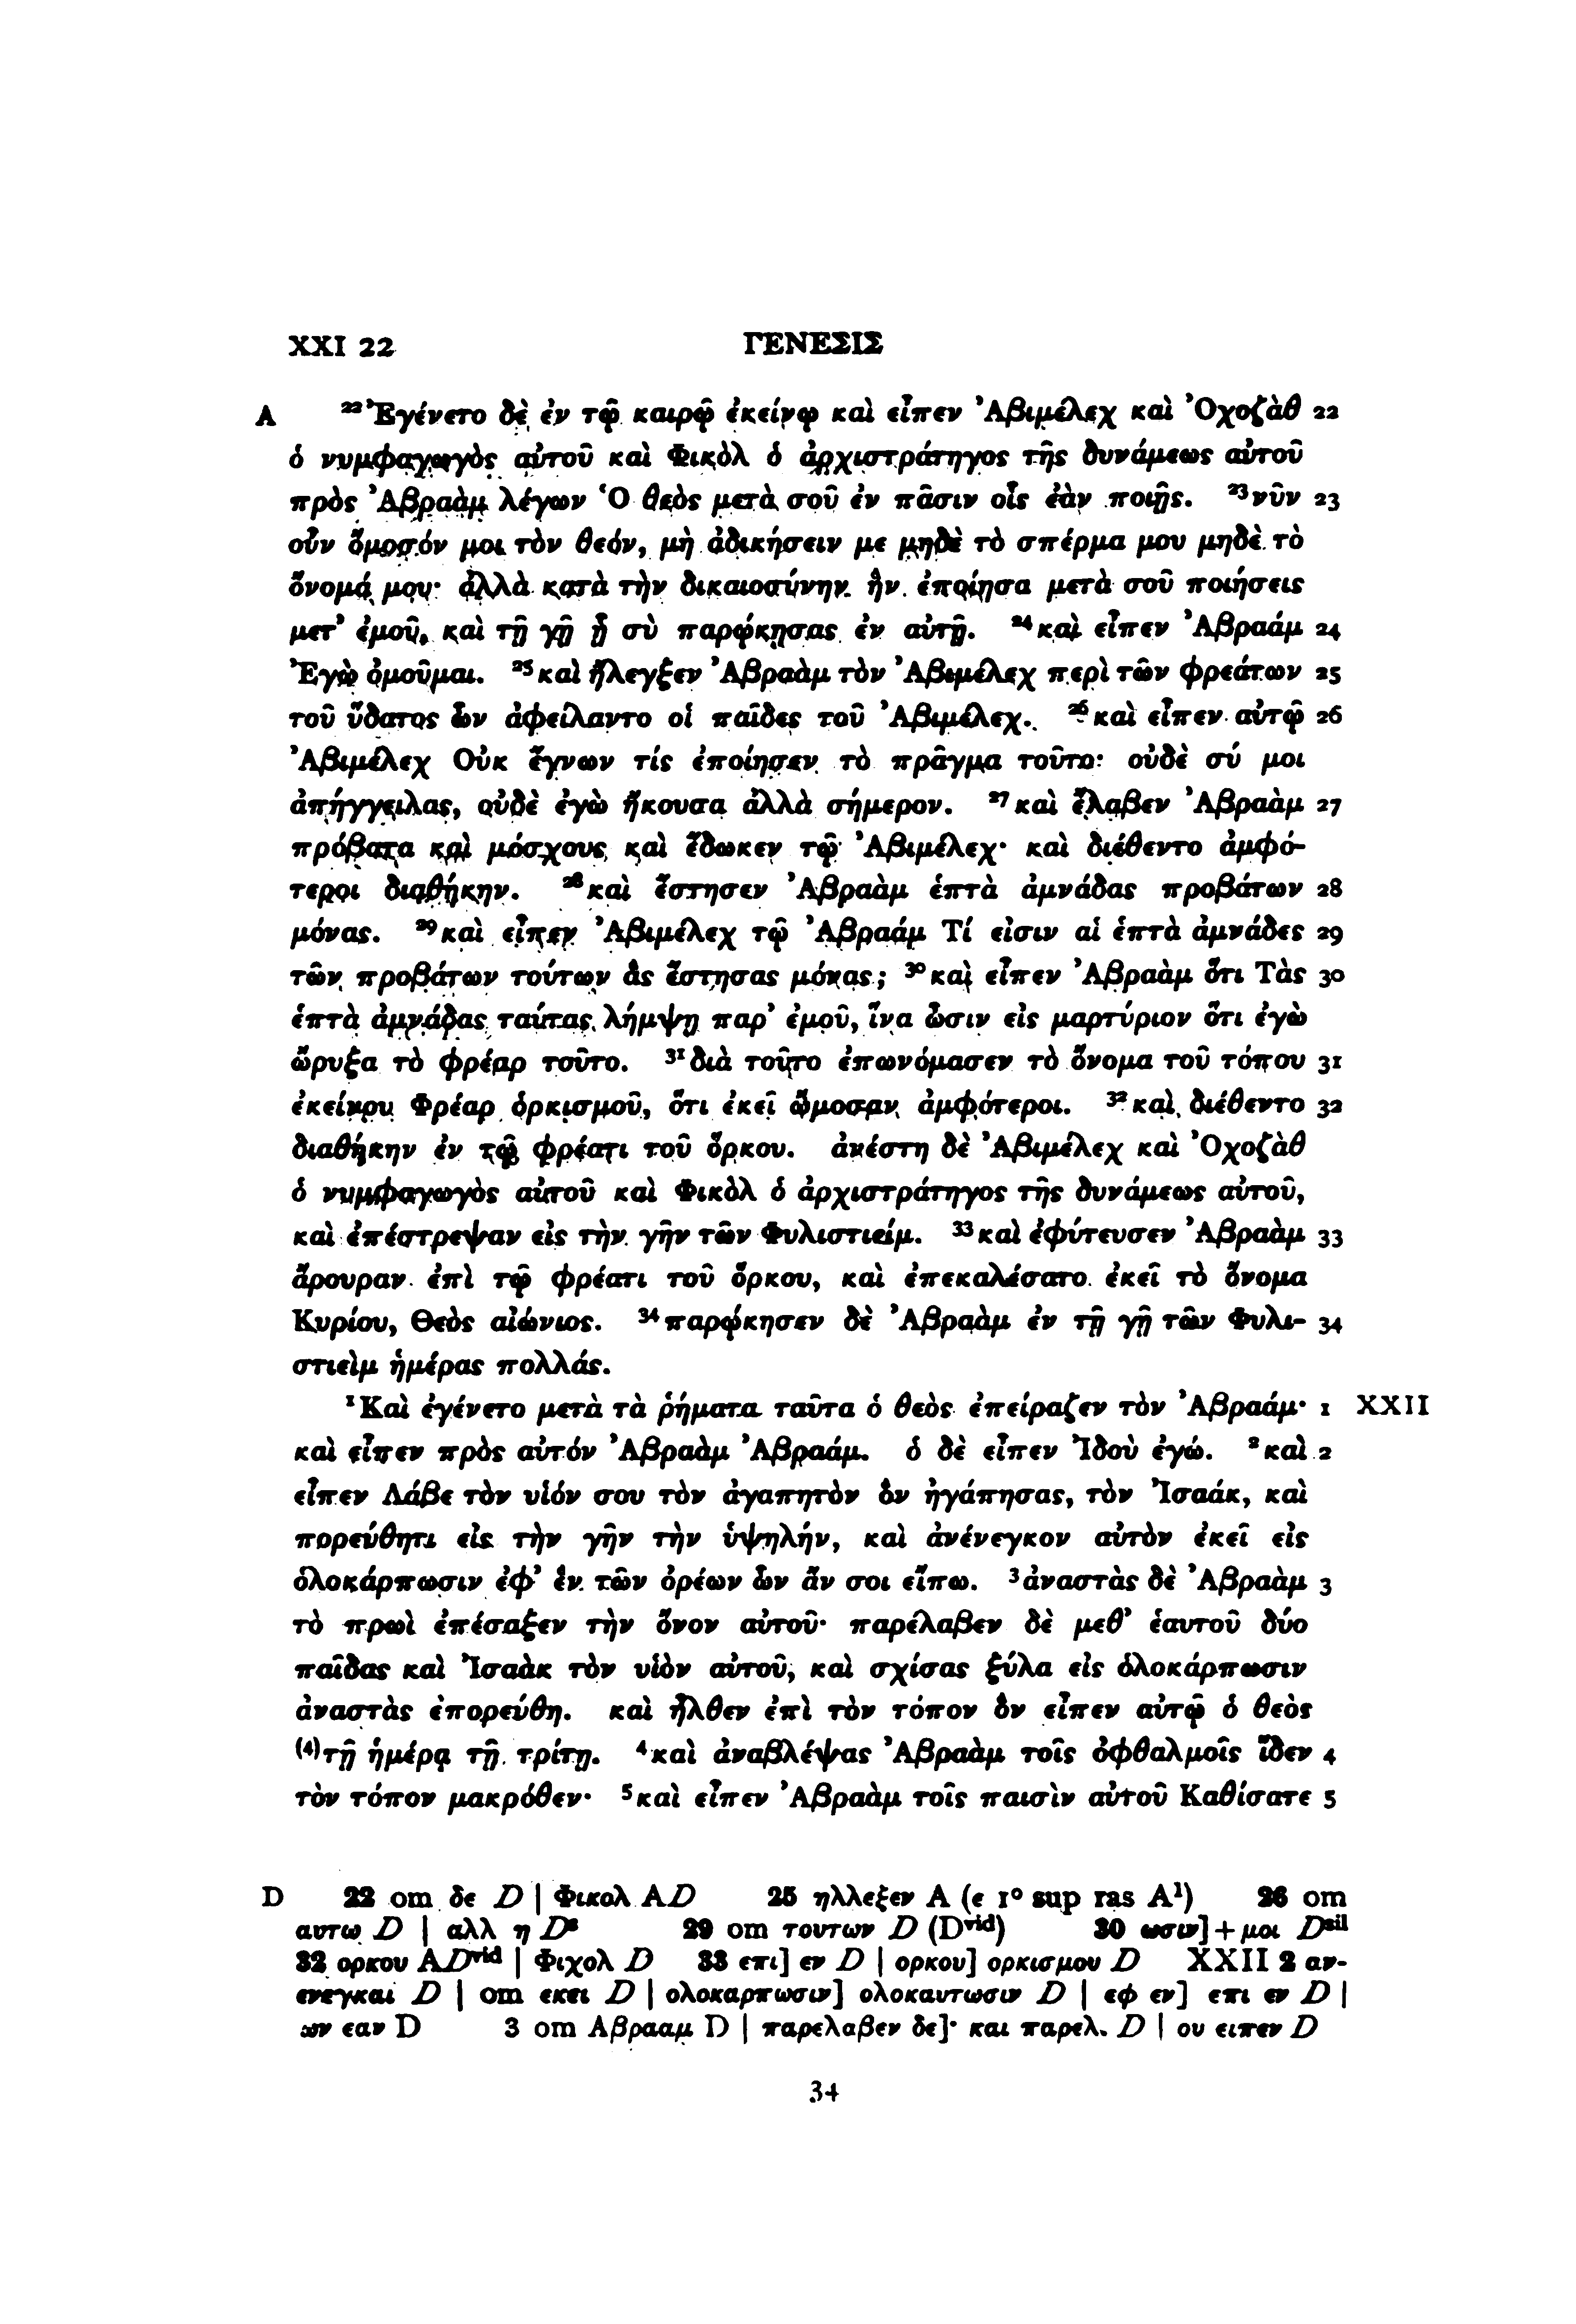 XXI 22 ΓΕΝΕΣΙΣ
A ²²Ἐγένετο δὲ ἐν τῷ καιρῷ ἐκείνῳ καὶ εἶπεν Ἀβιμέλεχ καὶ Ὀχοζὰθ 22
ὁ νυμφαγωγὸς αὐτοῦ καὶ Φικὸλ ὁ ἀρχιστράτηγος τῆς δυνάμεως αὐτοῦ
πρὸς Ἀβραὰμ λέγων Ὁ θεὸς μετὰ σοῦ ἐν πᾶσιν οἷς ἐὰν ποιῇς. ²³νῦν 23
οὖν ὄμοσόν μοι τὸν θεόν, μὴ ἀδικήσειν με μηδὲ τὸ σπέρμα μου μηδὲ τὸ
ὄνομά μου· ἀλλὰ κατὰ τὴν δικαιοσύνην ἣν ἐποίησα μετὰ σοῦ ποιήσεις
μετ’ ἐμοῦ, καὶ τῇ γῇ ᾗ σὺ παρῴκησας ἐν αὐτῇ. ²⁴καὶ εἶπεν Ἀβραάμ 24
Ἐγὼ ὀμοῦμαι. ²⁵καὶ ἤλεγξεν Ἀβραὰμ τὸν Ἀβιμέλεχ περὶ τῶν φρεάτων 25
τοῦ ὕδατος ὧν ἀφείλαντο οἱ παῖδες τοῦ Ἀβιμέλεχ. ²⁶καὶ εἶπεν αὐτῷ 26
Ἀβιμέλεχ Οὐκ ἔγνων τίς ἐποίησεν τὸ πρᾶγμα τοῦτο· οὐδὲ σύ μοι
ἀπήγγειλας, οὐδὲ ἐγὼ ἤκουσα ἀλλὰ σήμερον. ²⁷καὶ ἔλαβεν Ἀβραὰμ 27
πρόβατα καὶ μόσχους καὶ ἔδωκεν τῷ Ἀβιμέλεχ· καὶ διέθεντο ἀμφό-
τεροι διαθήκην. ²⁸καὶ ἔστησεν Ἀβραὰμ ἑπτὰ ἀμνάδας προβάτων 28
μόνας. ²⁹καὶ εἶπεν Ἀβιμέλεχ τῷ Ἀβραάμ Τί εἰσιν αἱ ἑπτὰ ἀμνάδες 29
τῶν προβάτων τούτων ἃς ἔστησας μόνας; ³⁰καὶ εἶπεν Ἀβραὰμ ὅτι Τὰς 30
ἑπτὰ ἀμνάδας ταύτας λήμψῃ παρ’ ἐμοῦ, ἵνα ὦσιν εἰς μαρτύριον ὅτι ἐγὼ
ὤρυξα τὸ φρέαρ τοῦτο. ³¹διὰ τοῦτο ἐπωνόμασεν τὸ ὄνομα τοῦ τόπου 31
ἐκείνου Φρέαρ ὁρκισμοῦ, ὅτι ἐκεῖ ὤμοσαν ἀμφότεροι. ³²καὶ διέθεντο 32
διαθήκην ἐν τῷ φρέατι τοῦ ὅρκου. ἀνέστη δὲ Ἀβιμέλεχ καὶ Ὀχοζὰθ
ὁ νυμφαγωγὸς αὐτοῦ καὶ Φικὸλ ὁ ἀρχιστράτηγος τῆς δυνάμεως αὐτοῦ,
καὶ ἐπέστρεψαν εἰς τὴν γῆν τῶν Φυλιστιείμ. ³³καὶ ἐφύτευσεν Ἀβραὰμ 33
ἄρουραν ἐπὶ τῷ φρέατι τοῦ ὅρκου, καὶ ἐπεκαλέσατο ἐκεῖ τὸ ὄνομα
Κυρίου, Θεὸς αἰώνιος. ³⁴παρῴκησεν δὲ Ἀβραὰμ ἐν τῇ γῇ τῶν Φυλι- 34
στιεὶμ ἡμέρας πολλάς.
¹Καὶ ἐγένετο μετὰ τὰ ῥήματα ταῦτα ὁ θεὸς ἐπείραζεν τὸν Ἀβραάμ· 1 XXII
καὶ εἶπεν πρὸς αὐτόν Ἀβραὰμ Ἀβραάμ. ὁ δὲ εἶπεν Ἰδοὺ ἐγώ. ²καὶ 2
εἶπεν Λάβε τὸν υἱόν σου τὸν ἀγαπητὸν ὃν ἠγάπησας, τὸν Ἰσαάκ, καὶ
πορεύθητι εἰς τὴν γῆν τὴν ὑψηλήν, καὶ ἀνένεγκον αὐτὸν ἐκεῖ εἰς
ὁλοκάρπωσιν ἐφ’ ἓν τῶν ὀρέων ὧν ἄν σοι εἴπω. ³ἀναστὰς δὲ Ἀβραὰμ 3
τὸ πρωὶ ἐπέσαξεν τὴν ὄνον αὐτοῦ· παρέλαβεν δὲ μεθ’ ἑαυτοῦ δύο
παῖδας καὶ Ἰσαὰκ τὸν υἱὸν αὐτοῦ, καὶ σχίσας ξύλα εἰς ὁλοκάρπωσιν
ἀναστὰς ἐπορεύθη. καὶ ἦλθεν ἐπὶ τὸν τόπον ὃν εἶπεν αὐτῷ ὁ θεὸς
⁽⁴⁾τῇ ἡμέρᾳ τῇ τρίτῃ. ⁴καὶ ἀναβλέψας Ἀβραὰμ τοῖς ὀφθαλμοῖς ἴδεν 4
τὸν τόπον μακρόθεν· ⁵καὶ εἶπεν Ἀβραὰμ τοῖς παισὶν αὐτοῦ Καθίσατε 5
D 22 om δε D | Φικολ AD 25 ηλλεξεν A (ε 1° sup ras A¹) 26 om
αυτω D | αλλ η Dˢ 29 om τουτων D (Dᵛⁱᵈ) 30 ωσιν] + μοι Dˢⁱˡ
32 ορκου ADᵛⁱᵈ | Φιχολ D 33 επι] εν D | ορκου] ορκισμου D XXII 2 αν-
ενεγκαι D | om εκει D | ολοκαρπωσιν] ολοκαυτωσιν D | εφ εν] επι εν D |
ων εαν D 3 om Αβρααμ D | παρελαβεν δε]· και παρελ. D | ου ειπεν D
34